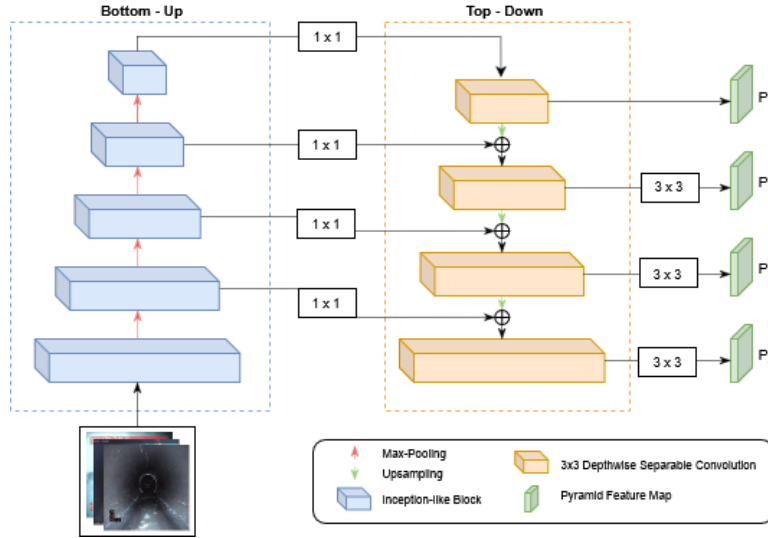 Bottom - Up
Top - Down
1 x 1
P
1 x 1
3 x 3
P
1 x 1
3 x 3
P
1 x 1
3 x 3
P
Max-Pooling
Upsampling
Inception-like Block
3x3 Depthwise Separable Convolution
Pyramid Feature Map